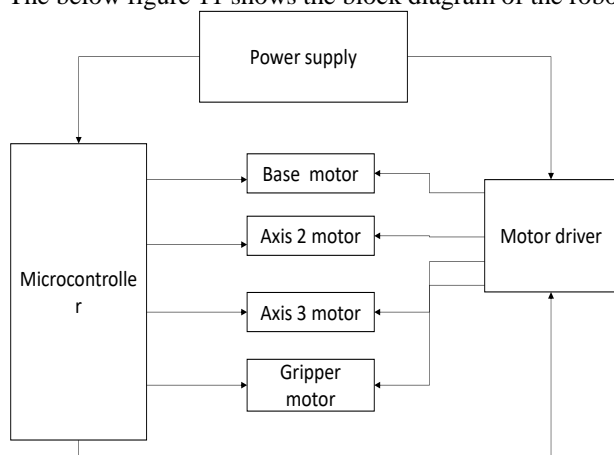 The below figure 11 shows the block diagram of the robo
Power supply
Base motor
Axis 2 motor
Motor driver
Microcontrolle
r
Axis 3 motor
Gripper
motor